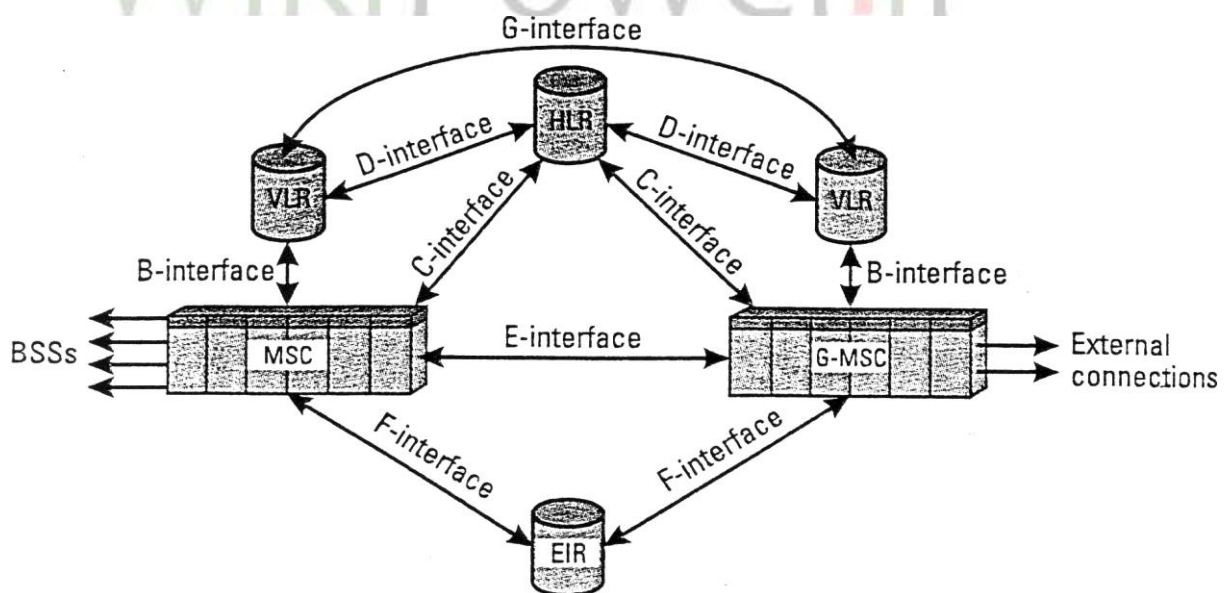 G-interface
HLR
D-interface
D-interface
VLR
VLR
C-interface
C-interface
B-interface
B-interface
BSSs
MSC
E-interface
G-MSC
External
connections
F-interface
F-interface
EIR